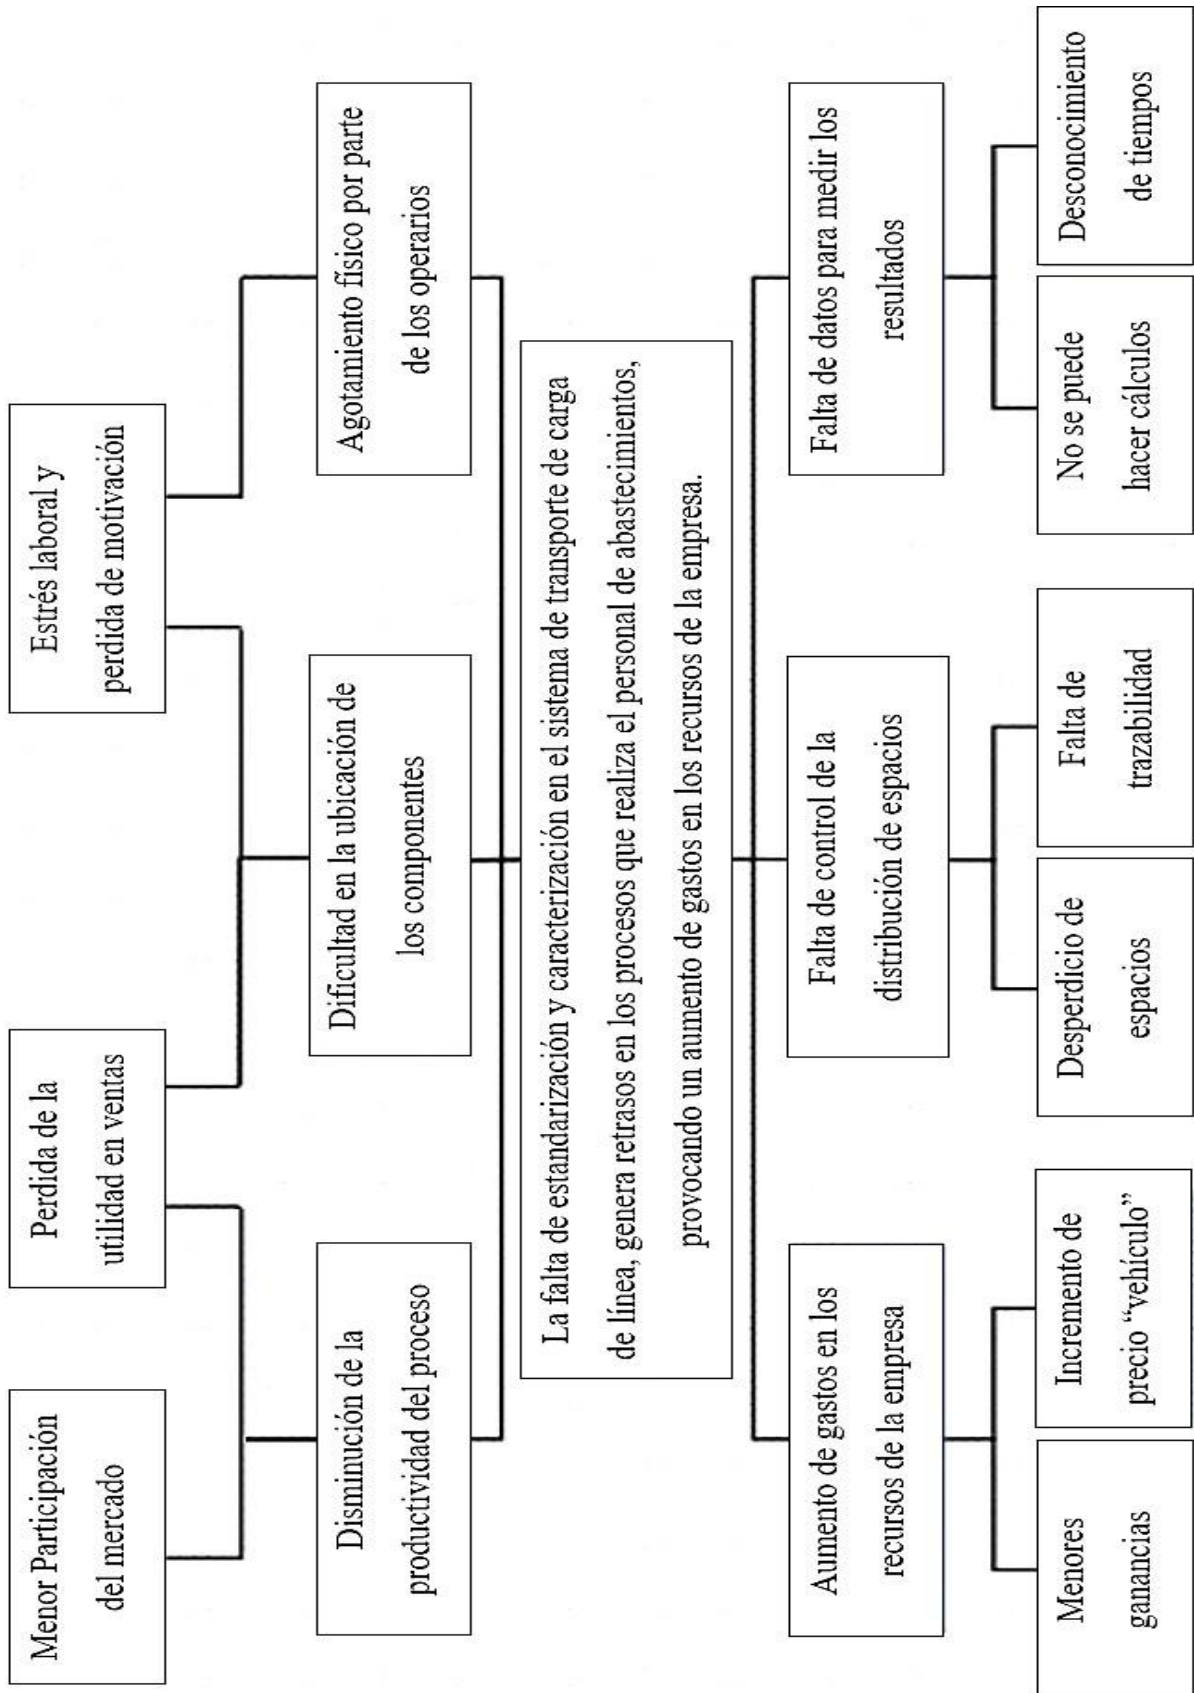 Menor Participación
del mercado
Perdida de la
utilidad en ventas
Estrés laboral y
perdida de motivación
Disminución de la
productividad del proceso
Dificultad en la ubicación de
los componentes
Agotamiento físico por parte
de los operarios
La falta de estandarización y caracterización en el sistema de transporte de carga
de línea, genera retrasos en los procesos que realiza el personal de abastecimientos,
provocando un aumento de gastos en los recursos de la empresa.
Aumento de gastos en los
recursos de la empresa
Falta de control de la
distribución de espacios
Falta de datos para medir los
resultados
Menores
ganancias
Incremento de
precio “vehículo”
Desperdicio de
espacios
Falta de
trazabilidad
No se puede
hacer cálculos
Desconocimiento
de tiempos